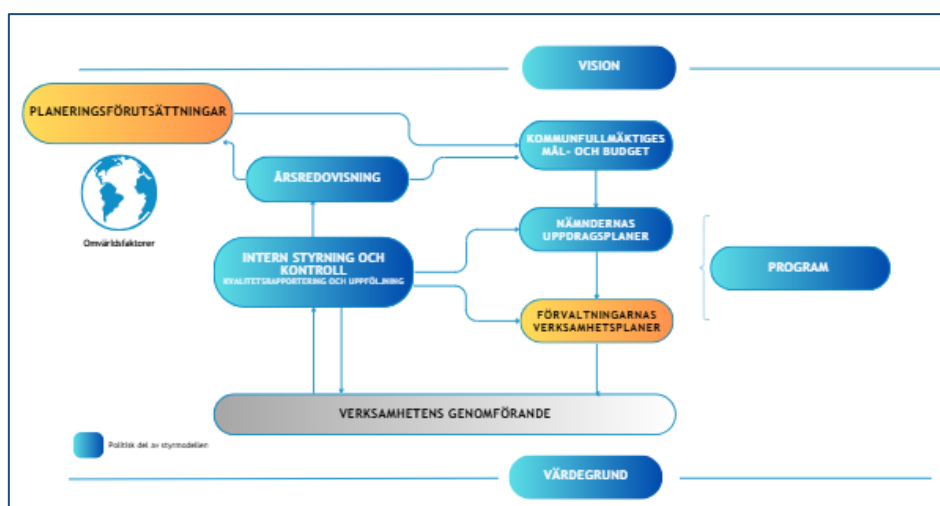 VISION
PLANERINGSFÖRUTSÄTTNINGAR
KOMMUNFULLMÄKTIGES
MÅL- OCH BUDGET
ÅRSREDOVISNING
Omvärldsfaktorer
NÄMNDERNAS
UPPDRAGSPLANER
INTERN STYRNING OCH
KONTROLL
KVALITETSRAPPORTERING OCH UPPFÖLJNING
PROGRAM
FÖRVALTNINGARNAS
VERKSAMHETSPLANER
VERKSAMHETENS GENOMFÖRANDE
Politisk del av styrmodellen
VÄRDEGRUND